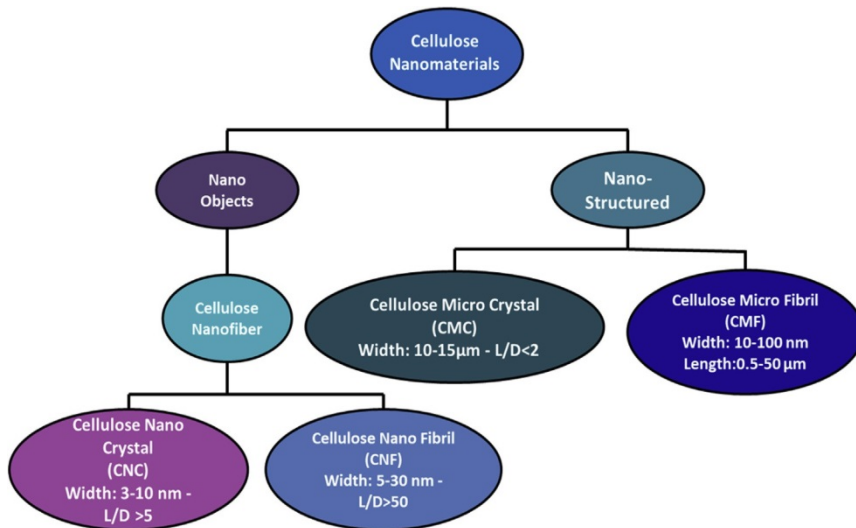 Cellulose
Nanomaterials
Nano
Objects
Nano-
Structured
Cellulose
Nanofiber
Cellulose Micro Crystal
(CMC)
Width: 10-15μm - L/D<2
Cellulose Micro Fibril
(CMF)
Width: 10-100 nm
Length:0.5-50 μm
Cellulose Nano
Crystal
(CNC)
Width: 3-10 nm -
L/D >5
Cellulose Nano Fibril
(CNF)
Width: 5-30 nm -
L/D>50